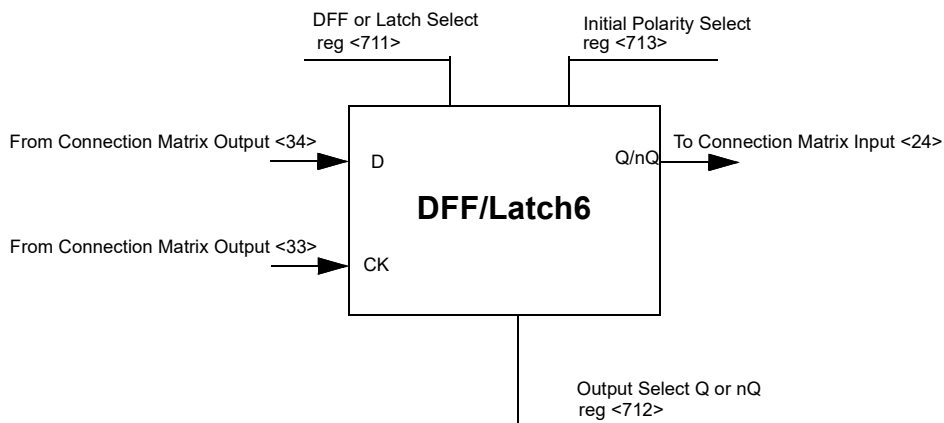 DFF or Latch Select
reg <711>
Initial Polarity Select
reg <713>
From Connection Matrix Output <34>
D
Q/nQ
To Connection Matrix Input <24>
DFF/Latch6
From Connection Matrix Output <33>
CK
Output Select Q or nQ
reg <712>